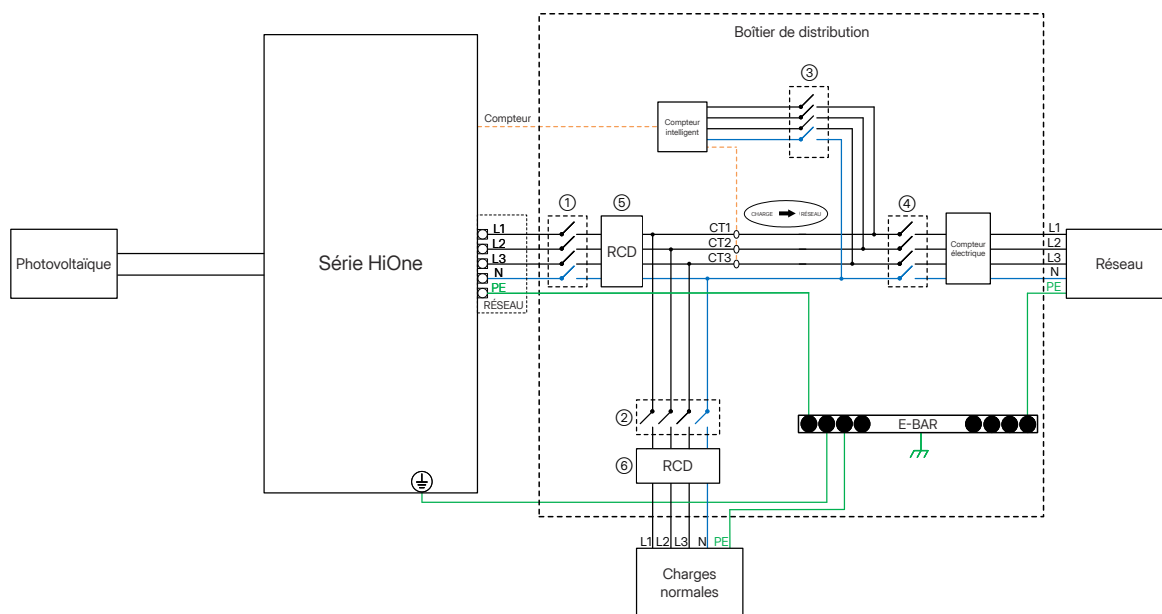 Boîtier de distribution
③
Compteur
Compteur
intelligent
①
⑤
CHARGE
RÉSEAU
④
L1
L2
L3
N
PE
RÉSEAU
RCD
CT1
CT2
CT3
Compteur
électrique
L1
L2
L3
N
PE
Réseau
Photovoltaïque
Série HiOne
②
E-BAR
⑥
RCD
L1 L2 L3 N PE
Charges
normales